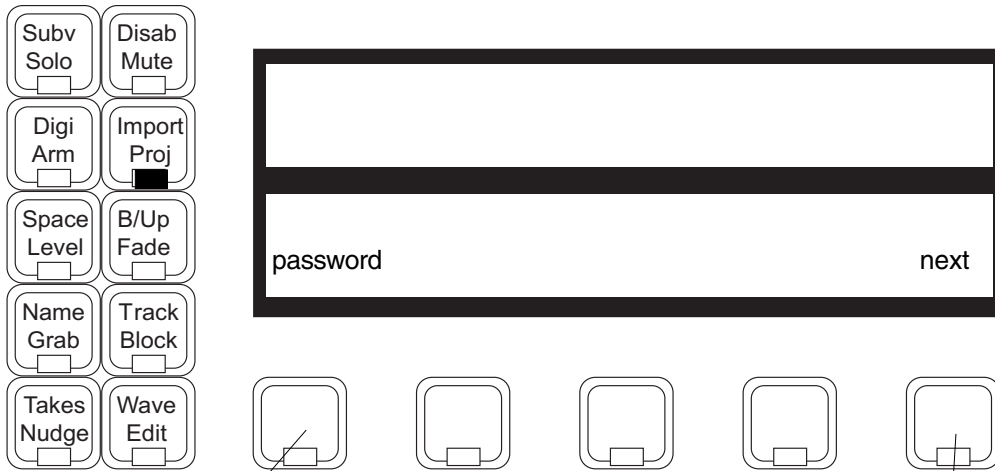 Subv
Solo
Disab
Mute
Digi
Arm
Import
Proj
Space
Level
B/Up
Fade
password
next
Name
Grab
Track
Block
Takes
Nudge
Wave
Edit